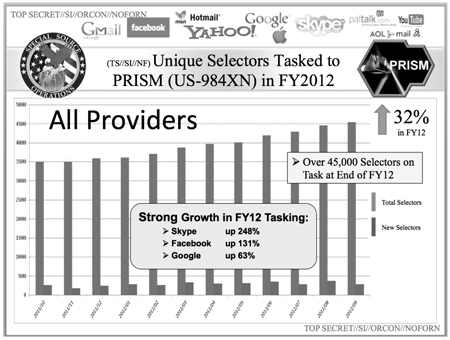 TOP SECRET//SI//ORCON//NOFORN
Gmail facebook Hotmail YAHOO! Google skype paltalk.com YouTube
AOL mail
SPECIAL SOURCE
OPERATIONS
(TS//SI//NF) Unique Selectors Tasked to
PRISM (US-984XN) in FY2012
PRISM
50000
45000
40000
35000
30000
25000
20000
15000
10000
5000
0
All Providers
32%
in FY12
➢ Over 45,000 Selectors on
Task at End of FY12
Total Selectors
New Selectors
Strong Growth in FY12 Tasking:
➢ Skype up 248%
➢ Facebook up 131%
➢ Google up 63%
2011/10 2011/11 2011/12 2012/01 2012/02 2012/03 2012/04 2012/05 2012/06 2012/07 2012/08 2012/09
TOP SECRET//SI//ORCON//NOFORN